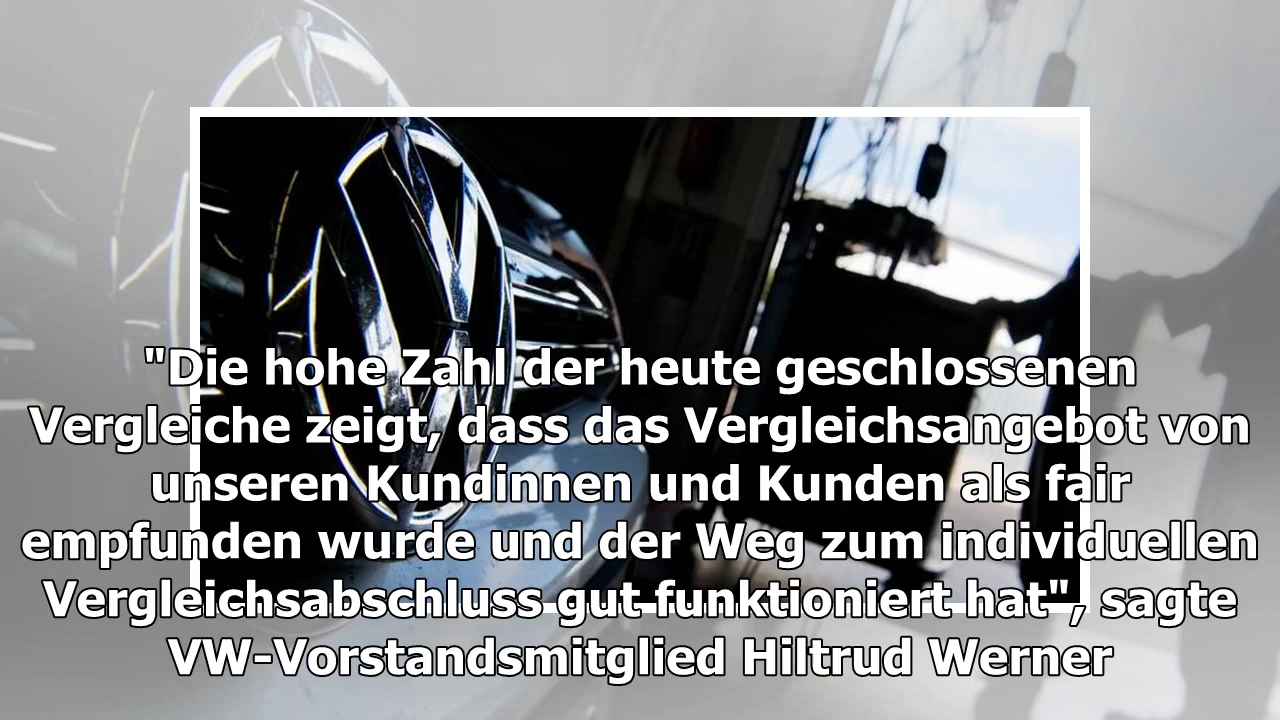 "Die hohe Zahl der heute geschlossenen
Vergleiche zeigt, dass das Vergleichsangebot von
unseren Kundinnen und Kunden als fair
empfunden wurde und der Weg zum individuellen
Vergleichsabschluss gut funktioniert hat", sagte
VW-Vorstandsmitglied Hiltrud Werner